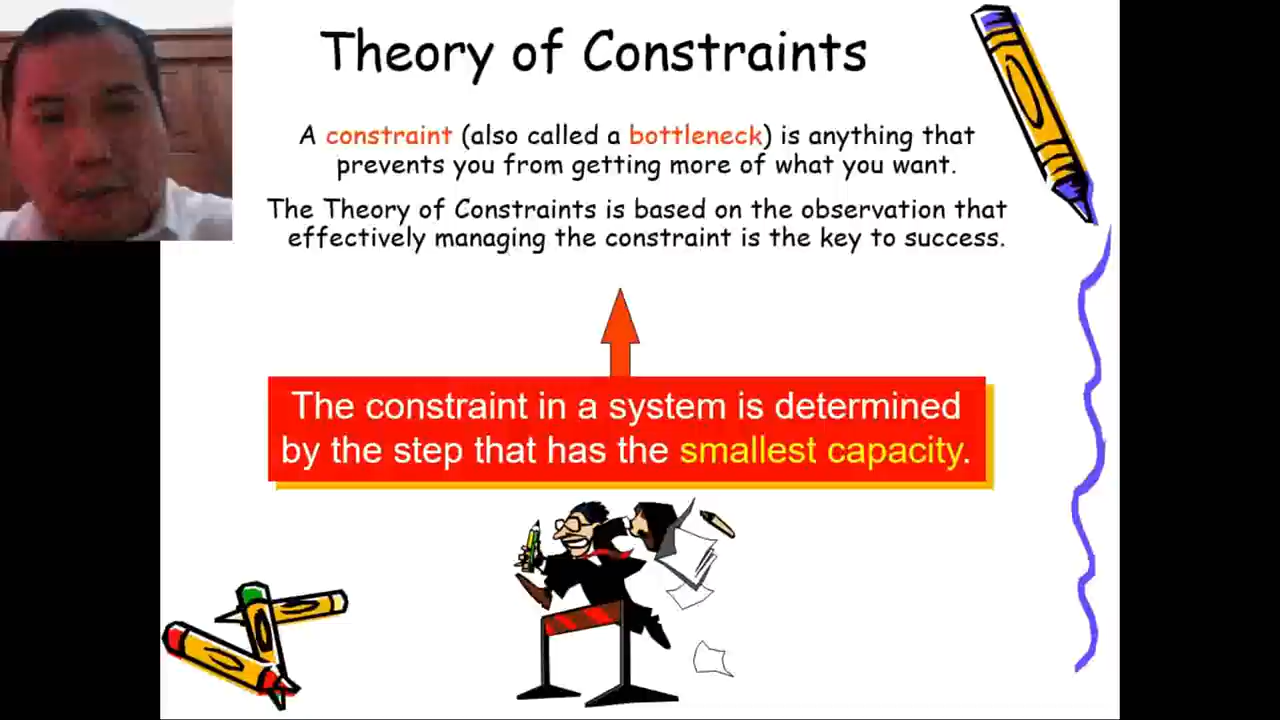 Theory of Constraints
A constraint (also called a bottleneck) is anything that
prevents you from getting more of what you want.
The Theory of Constraints is based on the observation that
effectively managing the constraint is the key to success.
The constraint in a system is determined
by the step that has the smallest capacity.